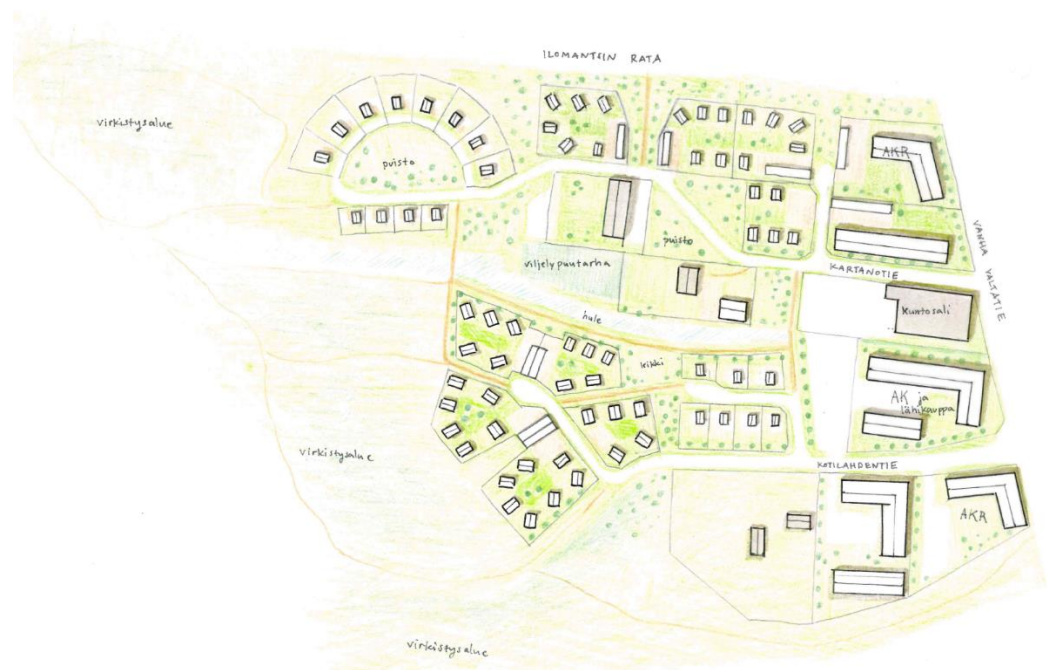 ILOMANTSIN RATA
virkistysalue
puisto
AKR
puisto
VANHA VALTATIE
viljelypuutarha
KARTANOTIE
hule
kuntosali
leikki
AK ja
lähikauppa
virkistysalue
KOTILAHDENTIE
AKR
virkistysalue